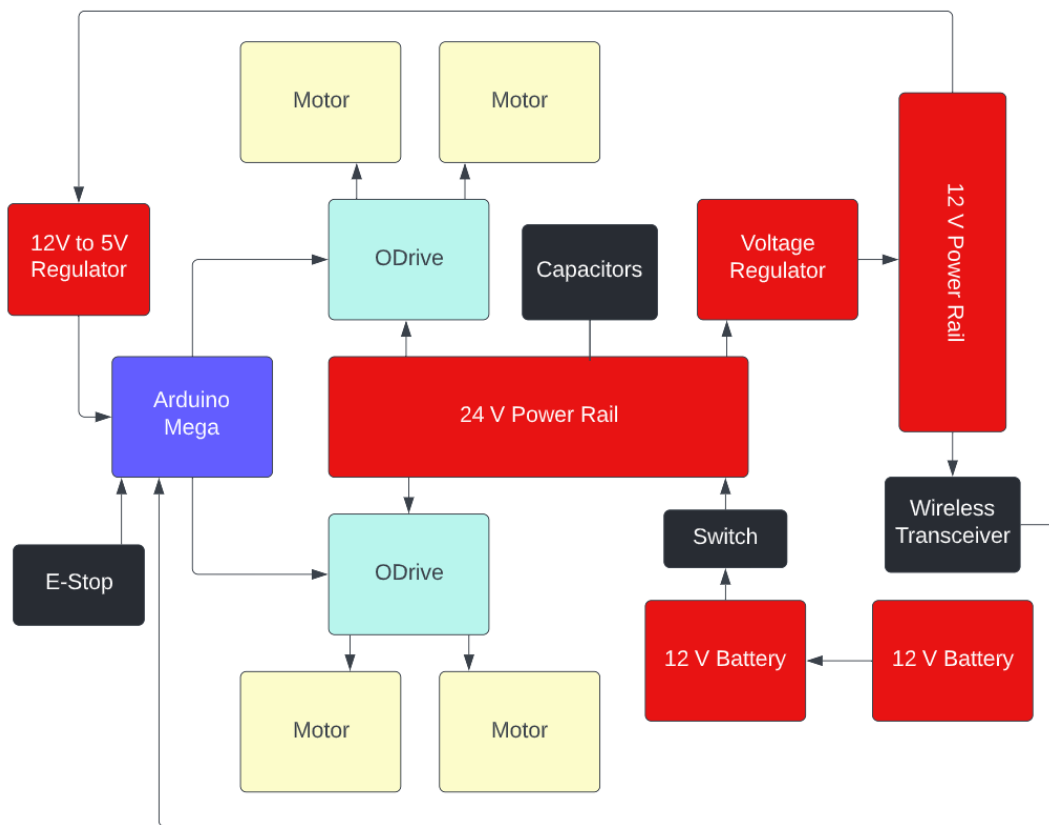 Motor
Motor
12V to 5V
Regulator
ODrive
Capacitors
Voltage
Regulator
12 V Power Rail
Arduino
Mega
24 V Power Rail
Wireless
Transceiver
Switch
E-Stop
ODrive
12 V Battery
12 V Battery
Motor
Motor